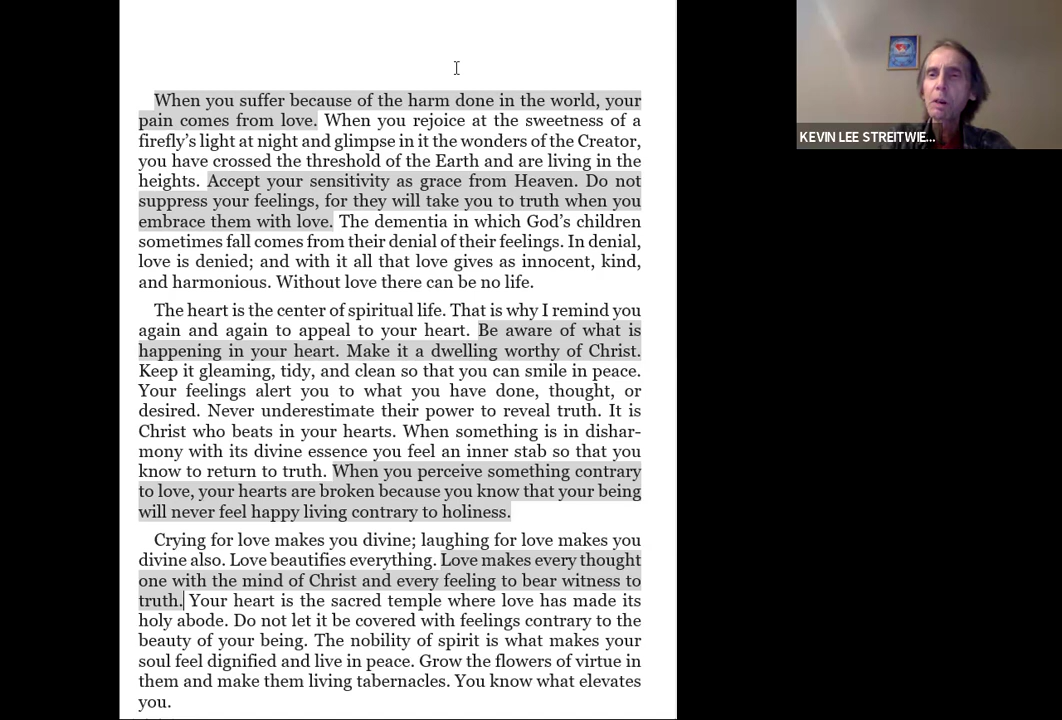 When you suffer because of the harm done in the world, your
pain comes from love. When you rejoice at the sweetness of a
firefly's light at night and glimpse in it the wonders of the Creator,
you have crossed the threshold of the Earth and are living in the
heights. Accept your sensitivity as grace from Heaven. Do not
suppress your feelings, for they will take you to truth when you
embrace them with love. The dementia in which God's children
sometimes fall comes from their denial of their feelings. In denial,
love is denied; and with it all that love gives as innocent, kind,
and harmonious. Without love there can be no life.
The heart is the center of spiritual life. That is why I remind you
again and again to appeal to your heart. Be aware of what is
happening in your heart. Make it a dwelling worthy of Christ.
Keep it gleaming, tidy, and clean so that you can smile in peace.
Your feelings alert you to what you have done, thought, or
desired. Never underestimate their power to reveal truth. It is
Christ who beats in your hearts. When something is in dishar-
mony with its divine essence you feel an inner stab so that you
know to return to truth. When you perceive something contrary
to love, your hearts are broken because you know that your being
will never feel happy living contrary to holiness.
Crying for love makes you divine; laughing for love makes you
divine also. Love beautifies everything. Love makes every thought
one with the mind of Christ and every feeling to bear witness to
truth. Your heart is the sacred temple where love has made its
holy abode. Do not let it be covered with feelings contrary to the
beauty of your being. The nobility of spirit is what makes your
soul feel dignified and live in peace. Grow the flowers of virtue in
them and make them living tabernacles. You know what elevates
you.
KEVIN LEE STREITWIE...